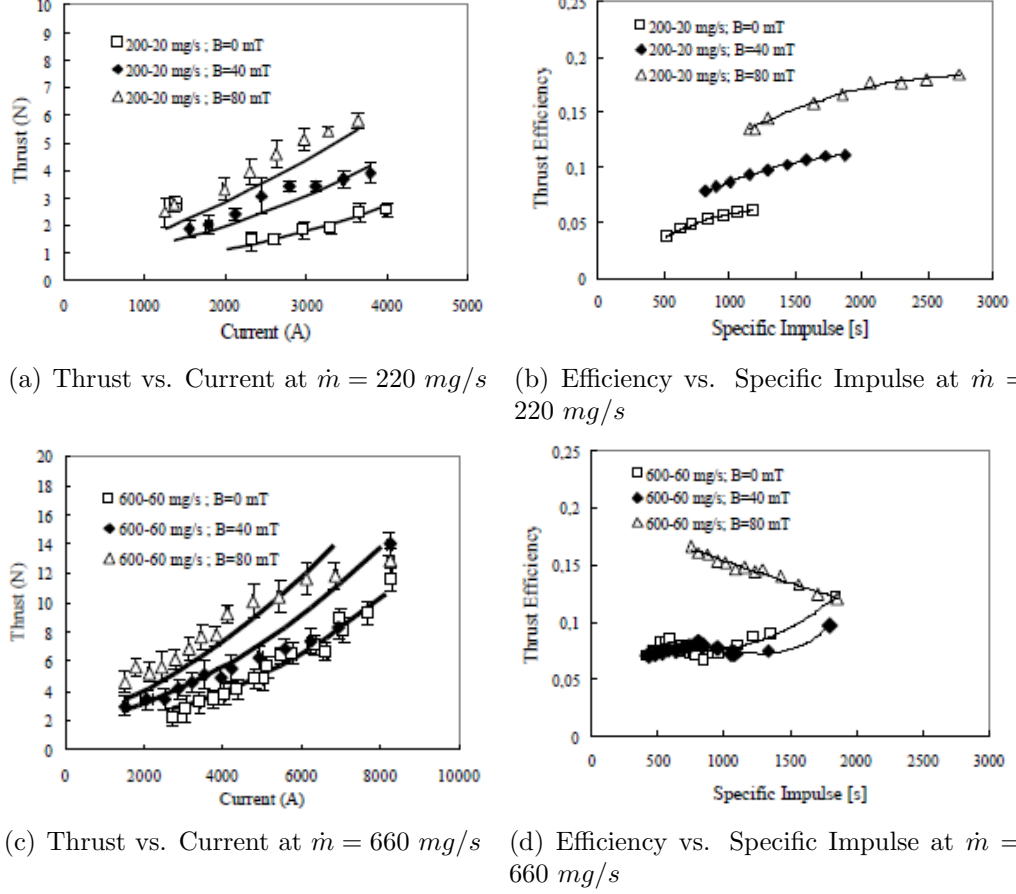 10
9
8
7
6
5
4
3
2
1
0
Thrust (N)
200-20 mg/s ; B=0 mT
200-20 mg/s ; B=40 mT
200-20 mg/s ; B=80 mT
0 1000 2000 3000 4000 5000
Current (A)
0,25
0,2
0,15
0,1
0,05
0
Thrust Efficiency
200-20 mg/s; B=0 mT
200-20 mg/s; B=40 mT
200-20 mg/s; B=80 mT
0 500 1000 1500 2000 2500 3000
Specific Impulse [s]
(a) Thrust vs. Current at ṁ = 220 mg/s
(b) Efficiency vs. Specific Impulse at ṁ =
220 mg/s
20
18
16
14
12
10
8
6
4
2
0
Thrust (N)
600-60 mg/s ; B=0 mT
600-60 mg/s ; B=40 mT
600-60 mg/s ; B=80 mT
0 2000 4000 6000 8000 10000
Current (A)
0,25
0,2
0,15
0,1
0,05
0
Thrust Efficiency
600-60 mg/s; B=0 mT
600-60 mg/s; B=40 mT
600-60 mg/s; B=80 mT
0 500 1000 1500 2000 2500 3000
Specific Impulse [s]
(c) Thrust vs. Current at ṁ = 660 mg/s
(d) Efficiency vs. Specific Impulse at ṁ =
660 mg/s